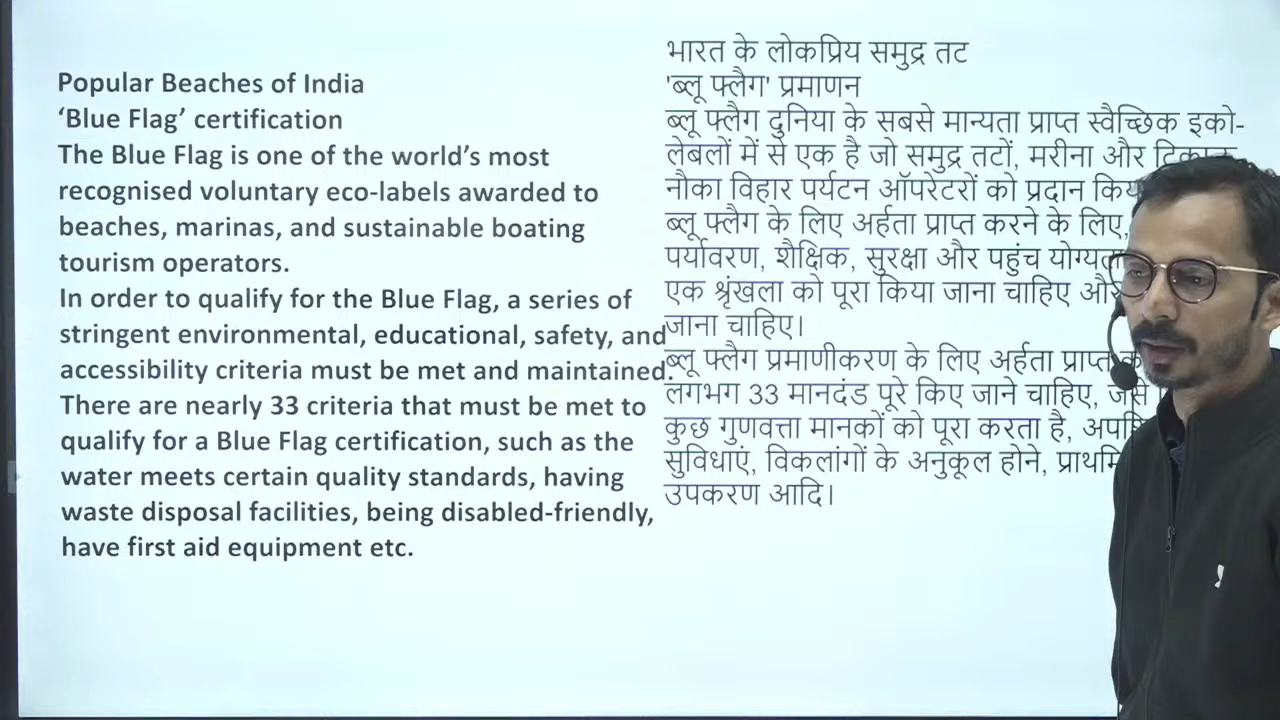 Popular Beaches of India
‘Blue Flag’ certification
The Blue Flag is one of the world’s most
recognised voluntary eco-labels awarded to
beaches, marinas, and sustainable boating
tourism operators.
In order to qualify for the Blue Flag, a series of
stringent environmental, educational, safety, and
accessibility criteria must be met and maintained.
There are nearly 33 criteria that must be met to
qualify for a Blue Flag certification, such as the
water meets certain quality standards, having
waste disposal facilities, being disabled-friendly,
have first aid equipment etc.
भारत के लोकप्रिय समुद्र तट
'ब्लू फ्लैग' प्रमाणन
ब्लू फ्लैग दुनिया के सबसे मान्यता प्राप्त स्वैच्छिक इको-
लेबलों में से एक है जो समुद्र तटों, मरीना और
नौका विहार पर्यटन ऑपरेटरों को प्रदान
ब्लू फ्लैग के लिए अर्हता प्राप्त करने के लिए,
पर्यावरण, शैक्षिक, सुरक्षा और पहुंच
एक श्रृंखला को पूरा किया जाना चाहिए
जाना चाहिए।
ब्लू फ्लैग प्रमाणीकरण के लिए अर्हता प्राप्त
लगभग 33 मानदंड पूरे किए जाने चाहिए,
कुछ गुणवत्ता मानकों को पूरा करता है,
सुविधाएं, विकलांगों के अनुकूल होने,
उपकरण आदि।